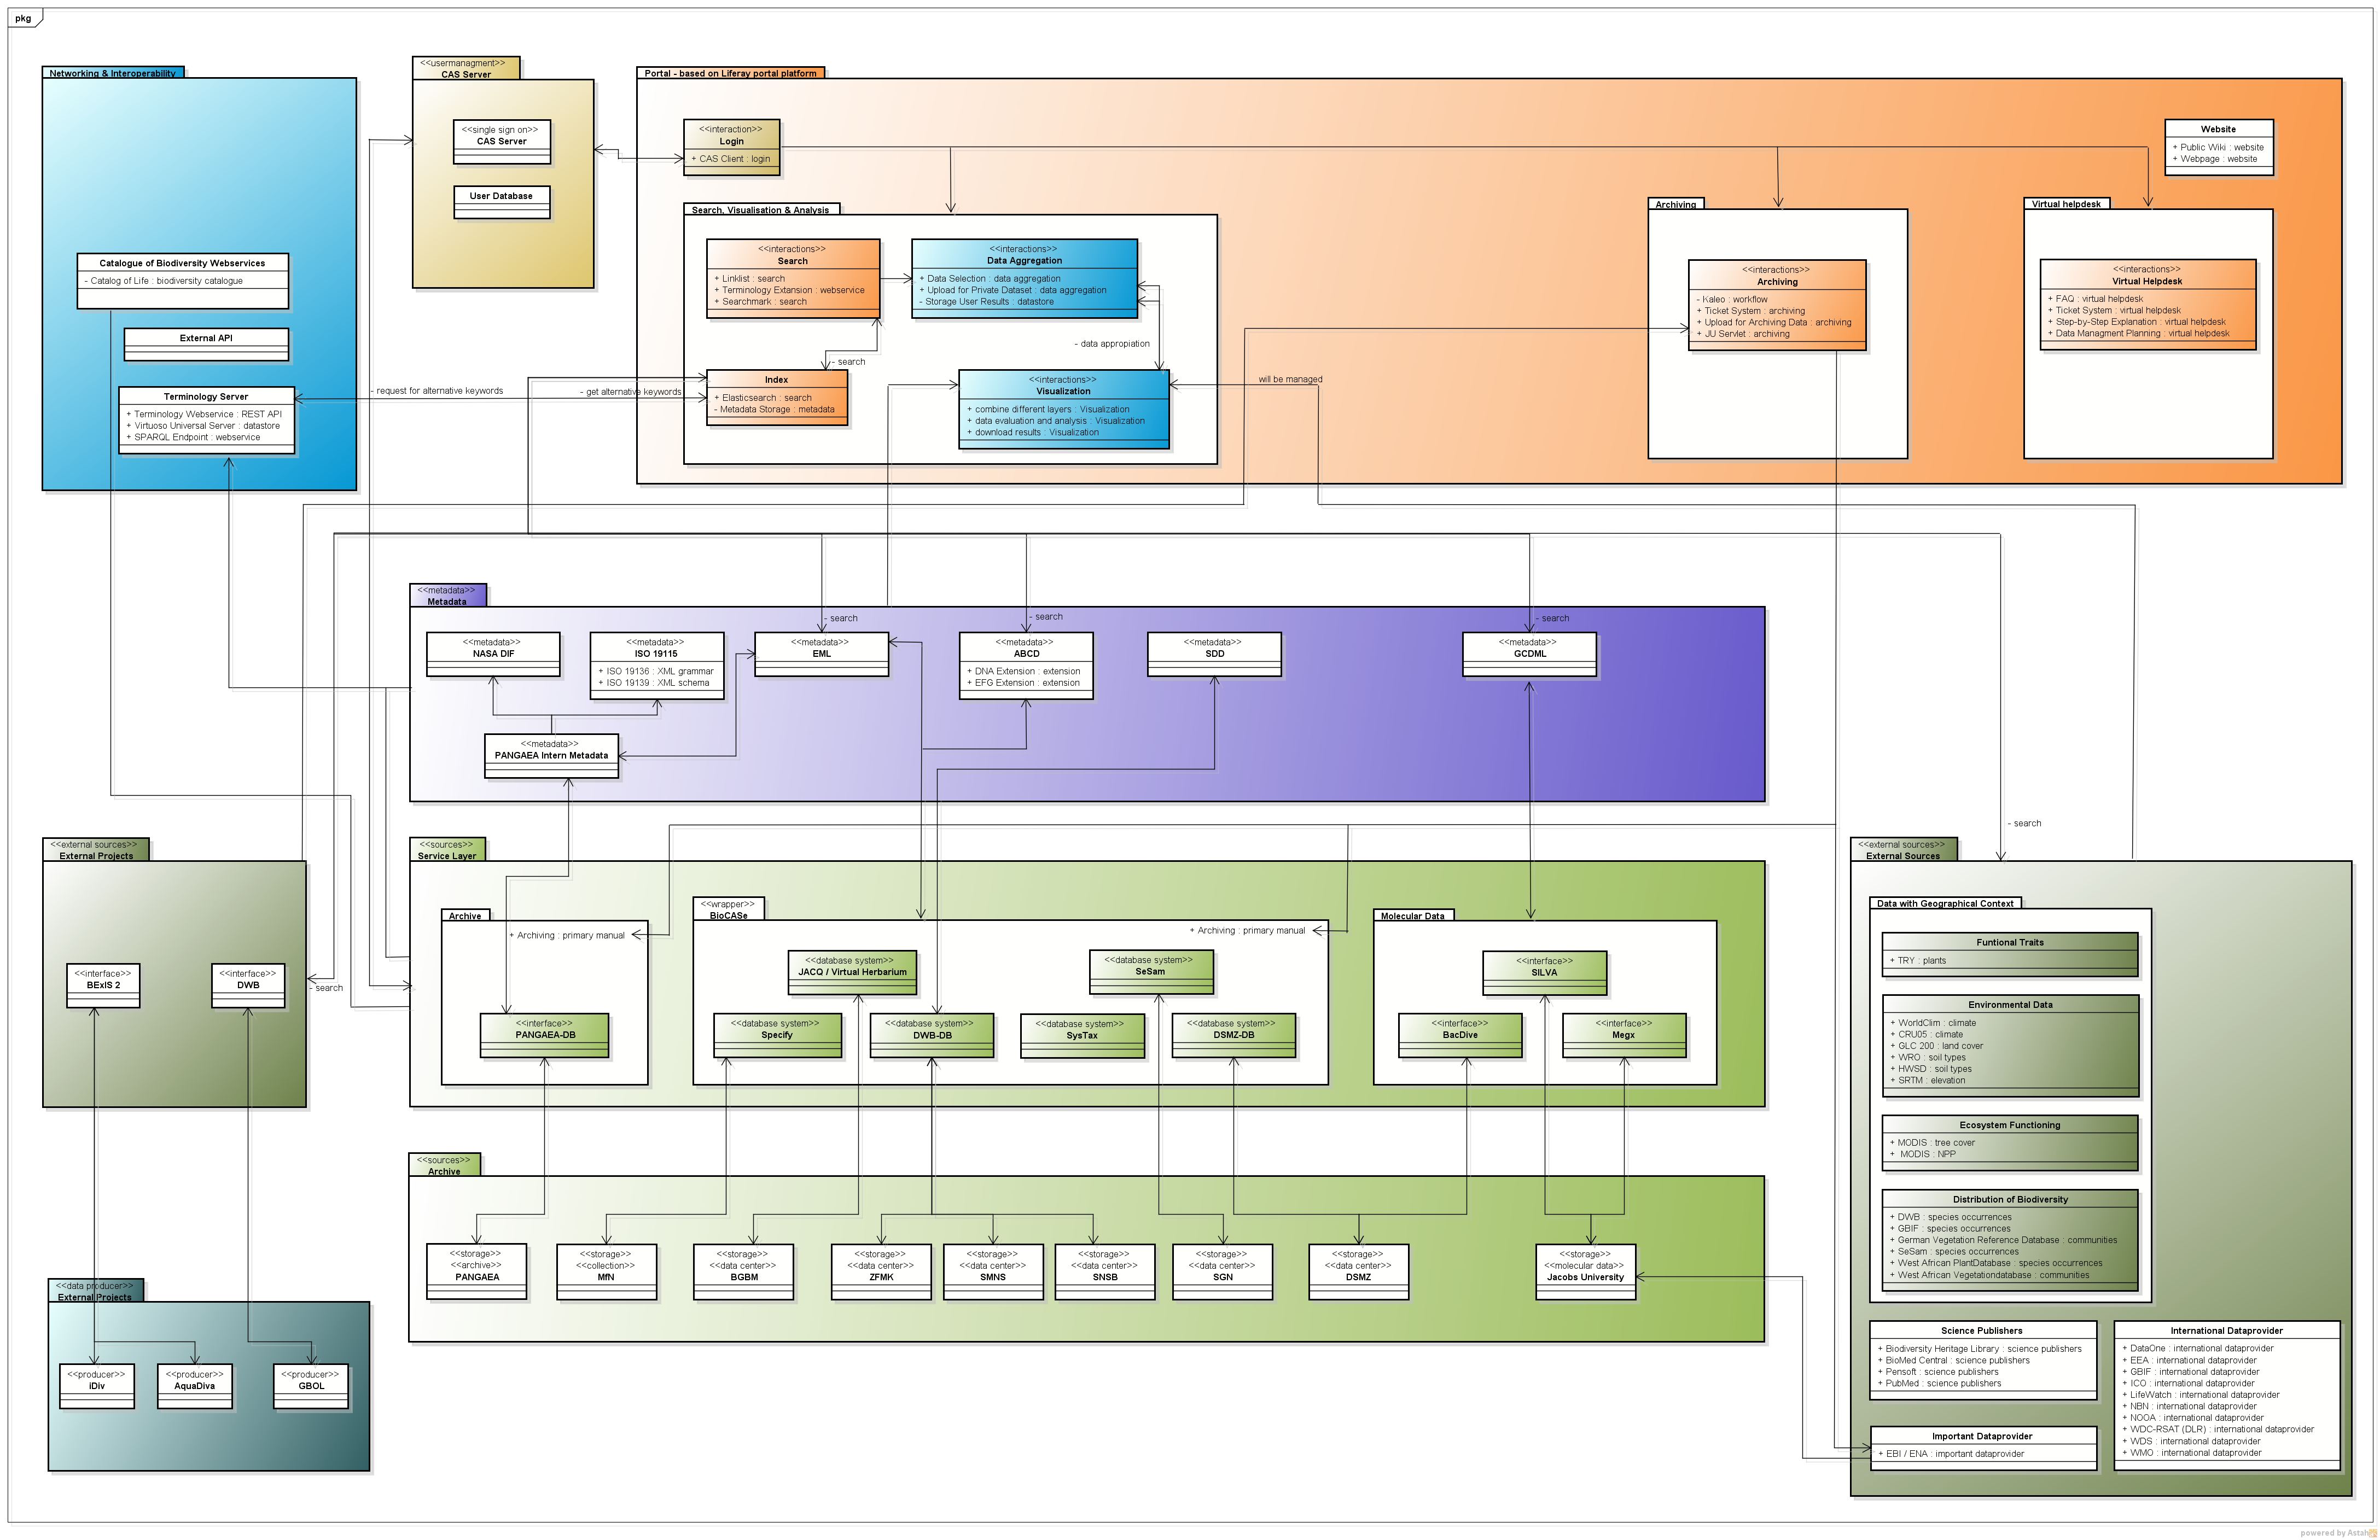 pkg
Networking & Interoperability
Catalogue of Biodiversity Webservices
- Catalog of Life : biodiversity catalogue
External API
Terminology Server
+ Terminology Webservice : REST API
+ Virtuoso Universal Server : datastore
+ SPARQL Endpoint : webservice
<<usermanagment>>
CAS Server
<<single sign on>>
CAS Server
User Database
- request for alternative keywords
- get alternative keywords
Portal - based on Liferay portal platform
<<interaction>>
Login
+ CAS Client : login
Website
+ Public Wiki : website
+ Webpage : website
Search, Visualisation & Analysis
<<interactions>>
Search
+ Linklist : search
+ Terminology Extansion : webservice
+ Searchmark : search
<<interactions>>
Data Aggregation
+ Data Selection : data aggregation
+ Upload for Private Dataset : data aggregation
- Storage User Results : datastore
- data appropiation
- search
Index
+ Elasticsearch : search
- Metadata Storage : metadata
<<interactions>>
Visualization
+ combine different layers : Visualization
+ data evaluation and analysis : Visualization
+ download results : Visualization
will be managed
Archiving
<<interactions>>
Archiving
- Kaleo : workflow
+ Ticket System : archiving
+ Upload for Archiving Data : archiving
+ JU Servlet : archiving
Virtual helpdesk
<<interactions>>
Virtual Helpdesk
+ FAQ : virtual helpdesk
+ Ticket System : virtual helpdesk
+ Step-by-Step Explanation : virtual helpdesk
+ Data Managment Planning : virtual helpdesk
<<metadata>>
Metadata
- search
- search
- search
<<metadata>>
NASA DIF
<<metadata>>
ISO 19115
+ ISO 19136 : XML grammar
+ ISO 19139 : XML schema
<<metadata>>
EML
<<metadata>>
ABCD
+ DNA Extension : extension
+ EFG Extension : extension
<<metadata>>
SDD
<<metadata>>
GCDML
<<metadata>>
PANGAEA Intern Metadata
<<external sources>>
External Projects
<<interface>>
BExIS 2
<<interface>>
DWB
- search
<<sources>>
Service Layer
Archive
+ Archiving : primary manual
<<interface>>
PANGAEA-DB
<<wrapper>>
BioCASe
+ Archiving : primary manual
<<database system>>
JACQ / Virtual Herbarium
<<database system>>
SeSam
<<database system>>
Specify
<<database system>>
DWB-DB
<<database system>>
SysTax
<<database system>>
DSMZ-DB
Molecular Data
<<interface>>
SILVA
<<interface>>
BacDive
<<interface>>
Megx
<<sources>>
Archive
<<storage>>
<<archive>>
PANGAEA
<<storage>>
<<collection>>
MfN
<<storage>>
<<data center>>
BGBM
<<storage>>
<<data center>>
ZFMK
<<storage>>
<<data center>>
SMNS
<<storage>>
<<data center>>
SNSB
<<storage>>
<<data center>>
SGN
<<storage>>
<<data center>>
DSMZ
<<storage>>
<<molecular data>>
Jacobs University
<<data producer>>
External Projects
<<producer>>
iDiv
<<producer>>
AquaDiva
<<producer>>
GBOL
- search
<<external sources>>
External Sources
Data with Geographical Context
Funtional Traits
+ TRY : plants
Environmental Data
+ WorldClim : climate
+ CRU05 : climate
+ GLC 200 : land cover
+ WRO : soil types
+ HWSD : soil types
+ SRTM : elevation
Ecosystem Functioning
+ MODIS : tree cover
+ MODIS : NPP
Distribution of Biodiversity
+ DWB : species occurrences
+ GBIF : species occurrences
+ German Vegetation Reference Database : communities
+ SeSam : species occurrences
+ West African PlantDatabase : species occurrences
+ West African Vegetationdatabase : communities
Science Publishers
+ Biodiversity Heritage Library : science publishers
+ BioMed Central : science publishers
+ Pensoft : science publishers
+ PubMed : science publishers
Important Dataprovider
+ EBI / ENA : important dataprovider
International Dataprovider
+ DataOne : international dataprovider
+ EEA : international dataprovider
+ GBIF : international dataprovider
+ ICO : international dataprovider
+ LifeWatch : international dataprovider
+ NBN : international dataprovider
+ NOOA : international dataprovider
+ WDC-RSAT (DLR) : international dataprovider
+ WDS : international dataprovider
+ WMO : international dataprovider
powered by Astah